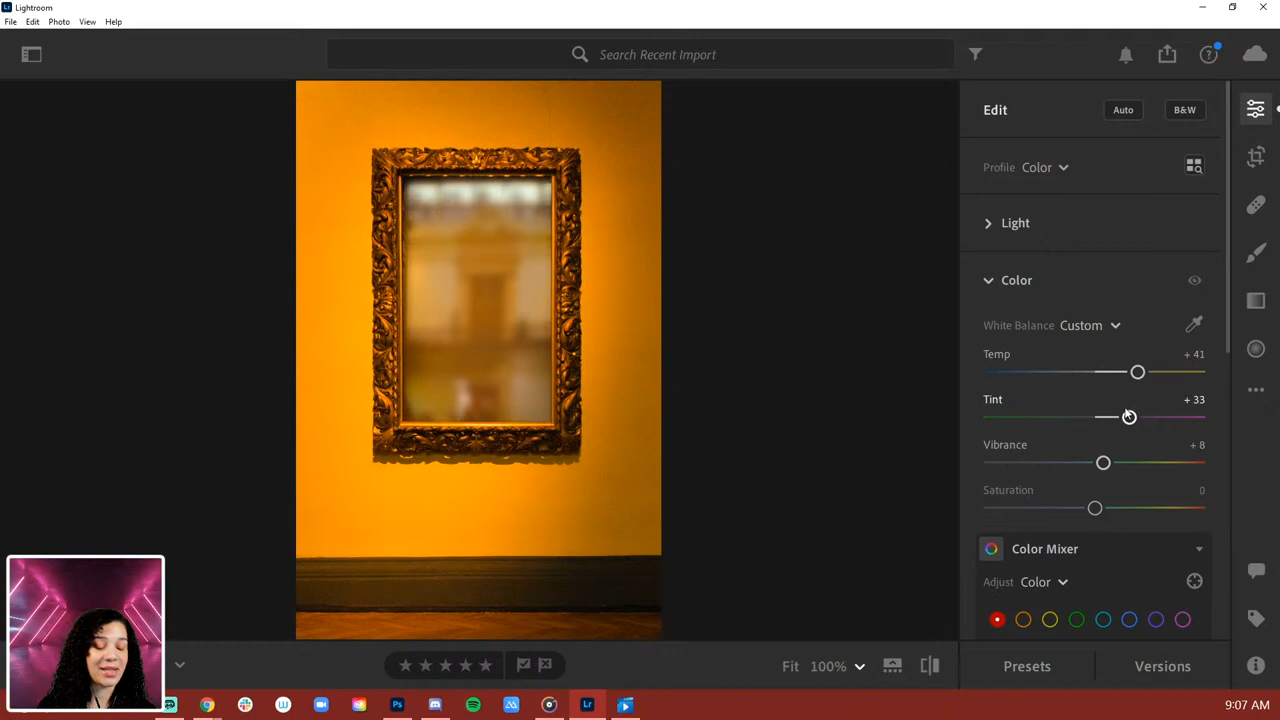 Lightroom
File Edit Photo View Help
Search Recent Import
Edit Auto B&W
Profile Color
Light
Color
White Balance Custom
Temp + 41
Tint + 33
Vibrance + 8
Saturation 0
Color Mixer
Adjust Color
Fit 100% Presets Versions
9:07 AM